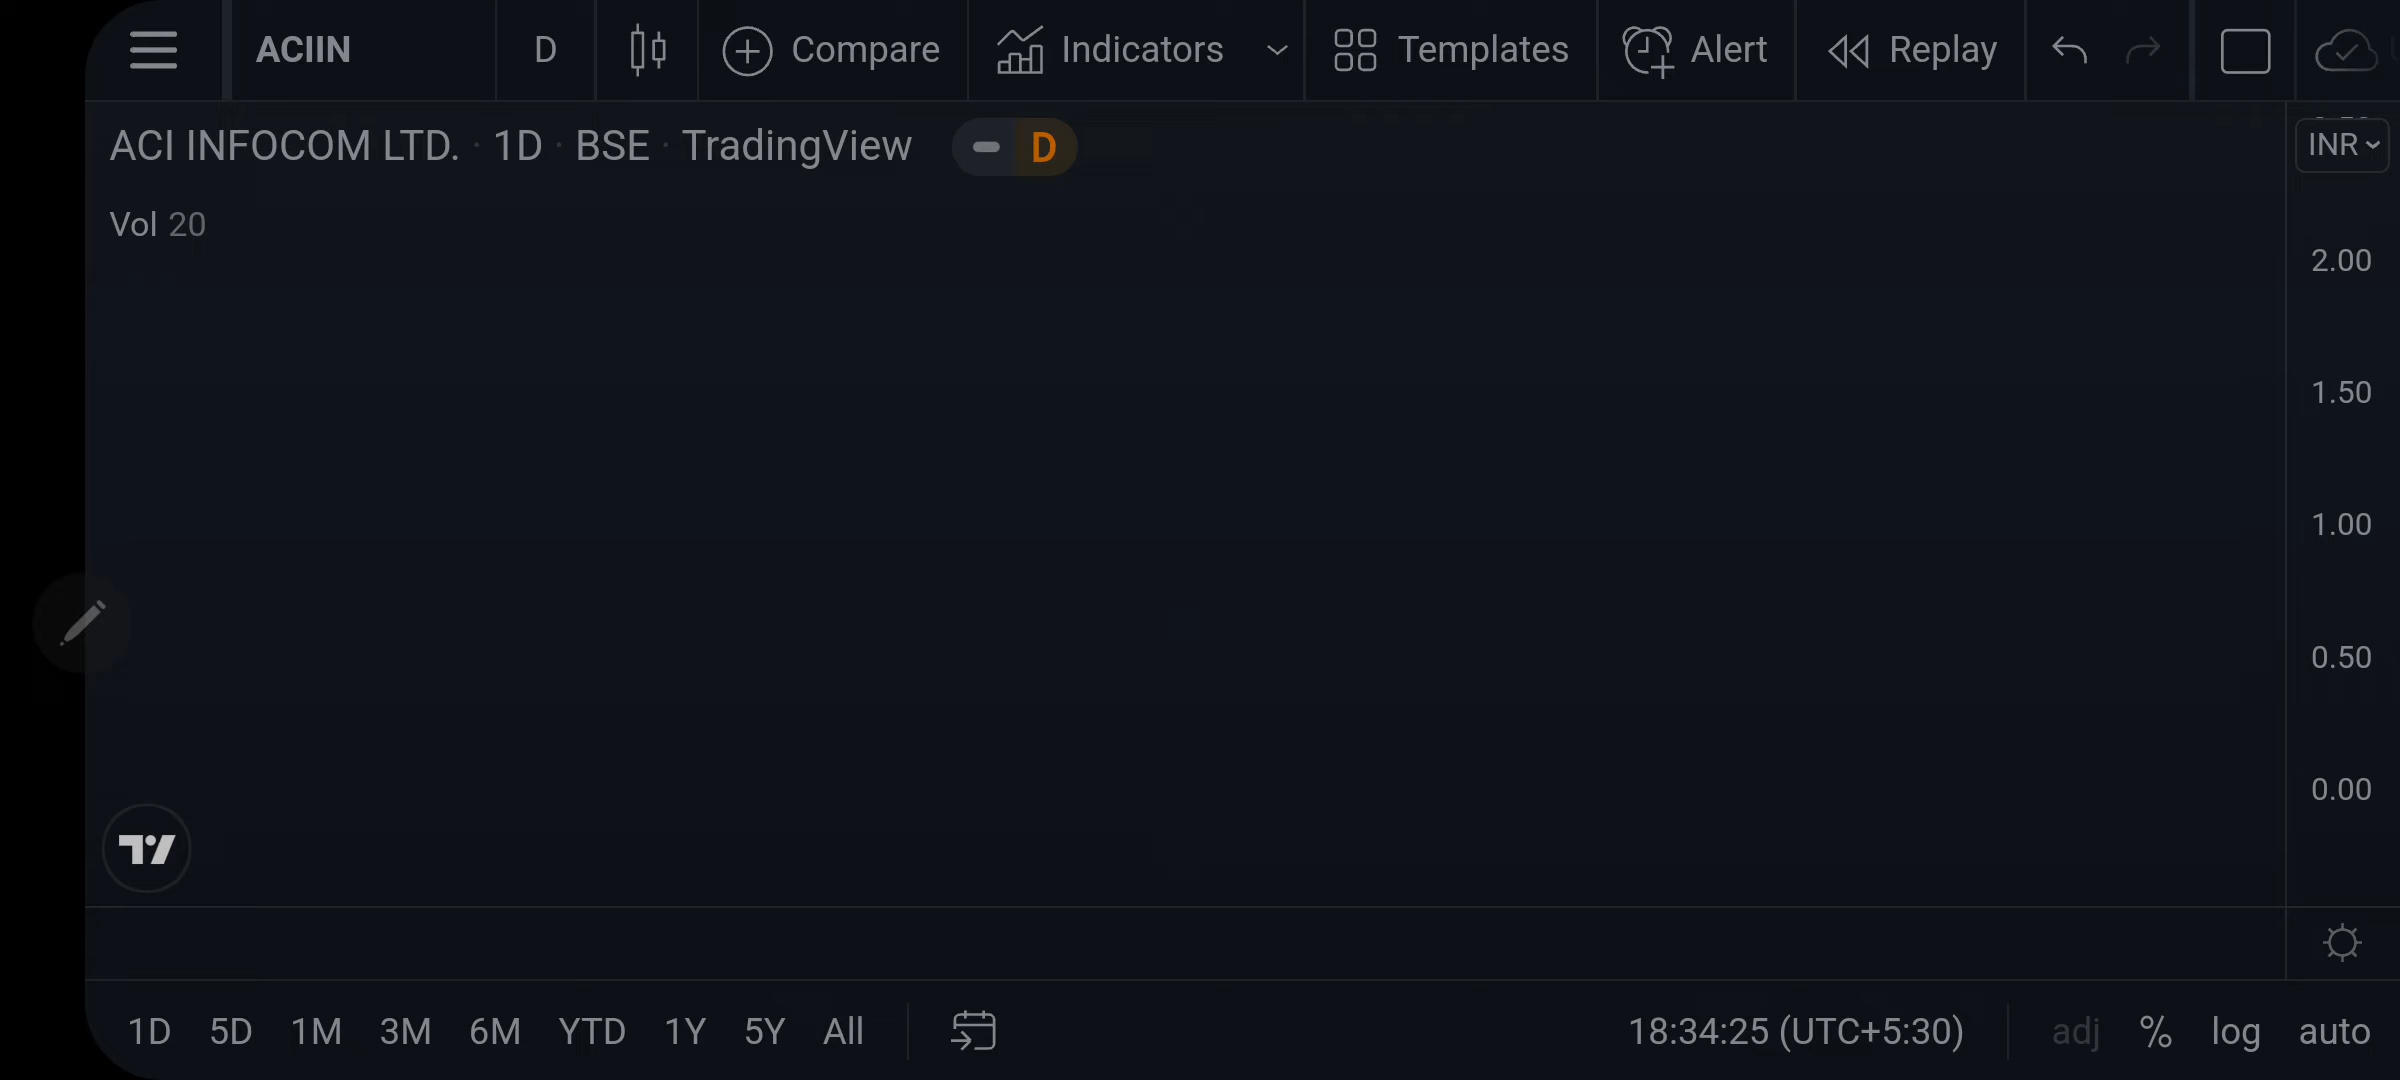 ACIIN D Compare Indicators Templates Alert Replay
ACI INFOCOM LTD. · 1D · BSE · TradingView D
INR
Vol 20
2.00
1.50
1.00
0.50
0.00
1D 5D 1M 3M 6M YTD 1Y 5Y All 18:34:25 (UTC+5:30) adj % log auto